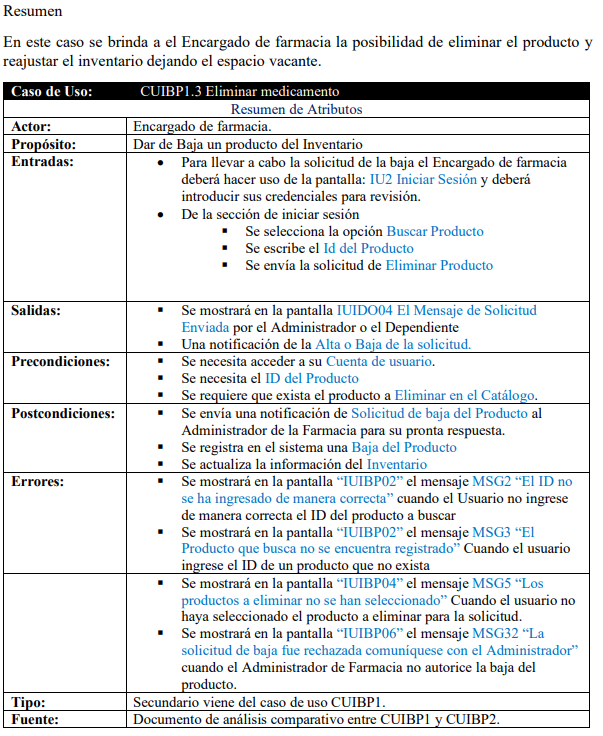 Resumen
En este caso se brinda a el Encargado de farmacia la posibilidad de eliminar el producto y
reajustar el inventario dejando el espacio vacante.
Caso de Uso: CUIBP1.3 Eliminar medicamento
Resumen de Atributos
Actor: Encargado de farmacia.
Propósito: Dar de Baja un producto del Inventario
Entradas: • Para llevar a cabo la solicitud de la baja el Encargado de farmacia
deberá hacer uso de la pantalla: IU2 Iniciar Sesión y deberá
introducir sus credenciales para revisión.
• De la sección de iniciar sesión
▪ Se selecciona la opción Buscar Producto
▪ Se escribe el Id del Producto
▪ Se envía la solicitud de Eliminar Producto
Salidas: ▪ Se mostrará en la pantalla IUIDO04 El Mensaje de Solicitud
Enviada por el Administrador o el Dependiente
▪ Una notificación de la Alta o Baja de la solicitud.
Precondiciones: ▪ Se necesita acceder a su Cuenta de usuario.
▪ Se necesita el ID del Producto
▪ Se requiere que exista el producto a Eliminar en el Catálogo.
Postcondiciones: ▪ Se envía una notificación de Solicitud de baja del Producto al
Administrador de la Farmacia para su pronta respuesta.
▪ Se registra en el sistema una Baja del Producto
▪ Se actualiza la información del Inventario
Errores: ▪ Se mostrará en la pantalla “IUIBP02” el mensaje MSG2 “El ID no
se ha ingresado de manera correcta” cuando el Usuario no ingrese
de manera correcta el ID del producto a buscar
▪ Se mostrará en la pantalla “IUIBP02” el mensaje MSG3 “El
Producto que busca no se encuentra registrado” Cuando el usuario
ingrese el ID de un producto que no exista
▪ Se mostrará en la pantalla “IUIBP04” el mensaje MSG5 “Los
productos a eliminar no se han seleccionado” Cuando el usuario no
haya seleccionado el producto a eliminar para la solicitud.
▪ Se mostrará en la pantalla “IUIBP06” el mensaje MSG32 “La
solicitud de baja fue rechazada comuníquese con el Administrador”
cuando el Administrador de Farmacia no autorice la baja del
producto.
Tipo: Secundario viene del caso de uso CUIBP1.
Fuente: Documento de análisis comparativo entre CUIBP1 y CUIBP2.